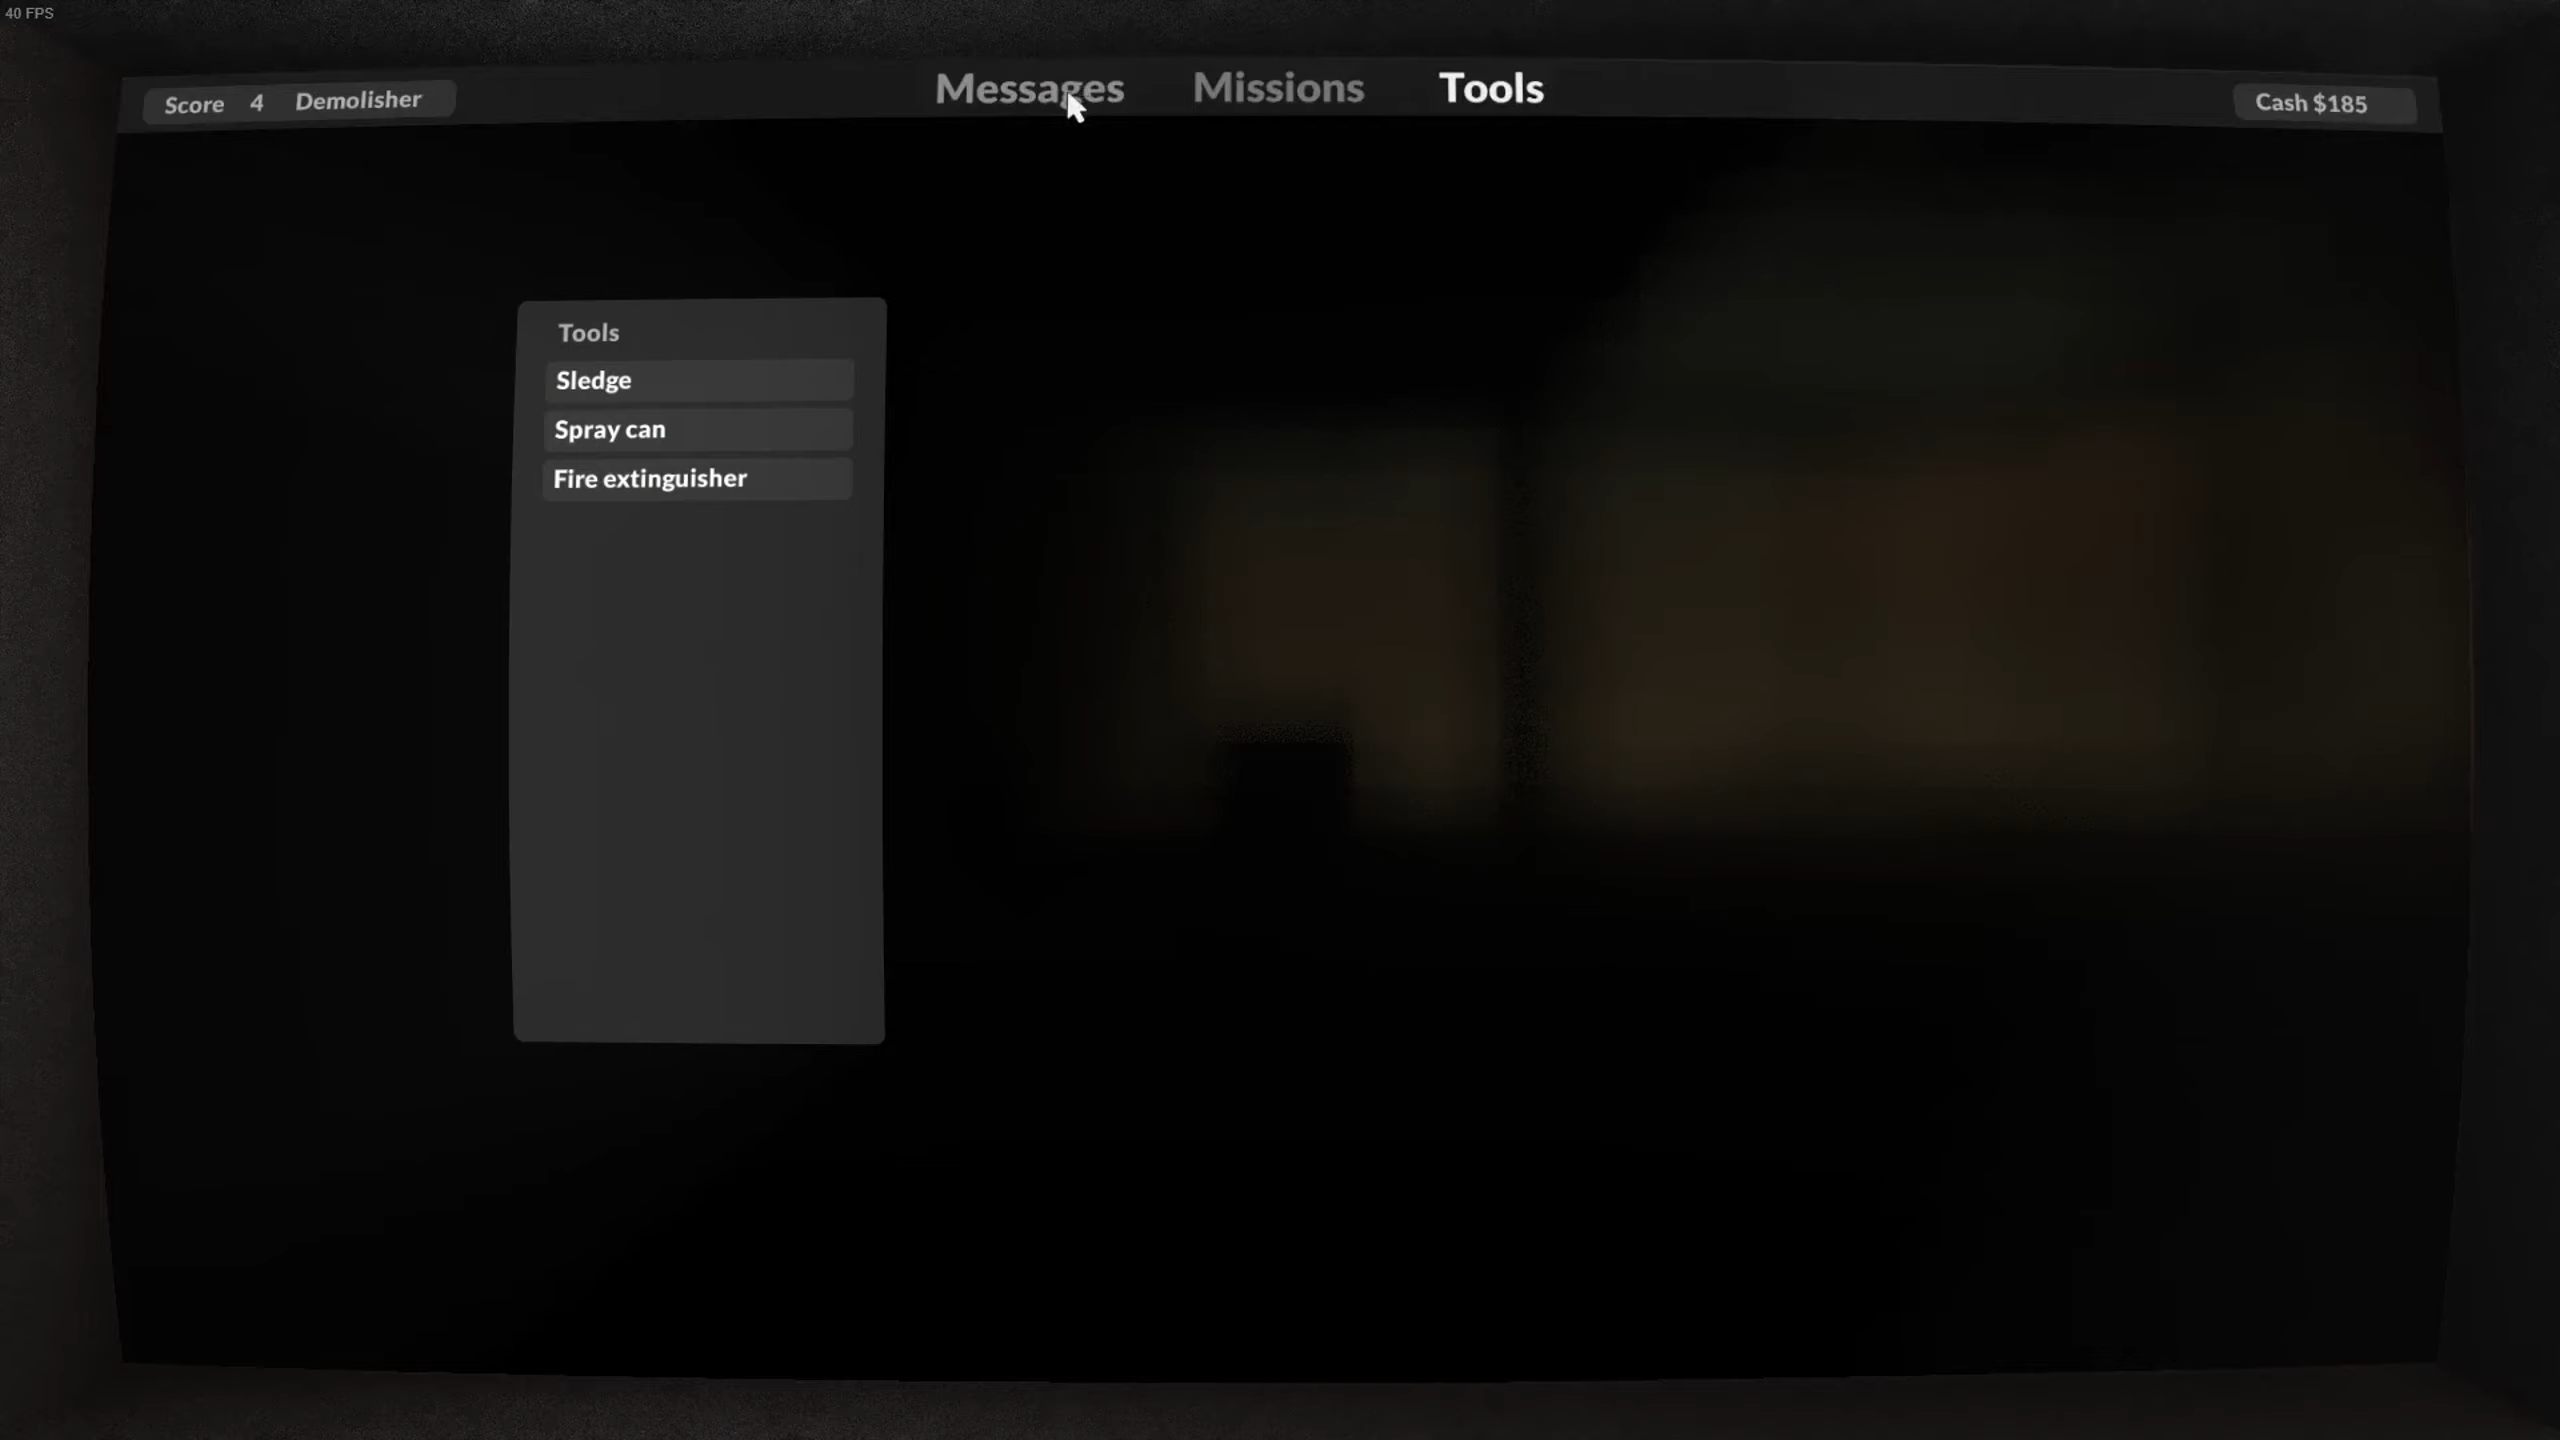 40 FPS
Score 4 Demolisher
Messages Missions Tools
Cash $185
Tools
Sledge
Spray can
Fire extinguisher